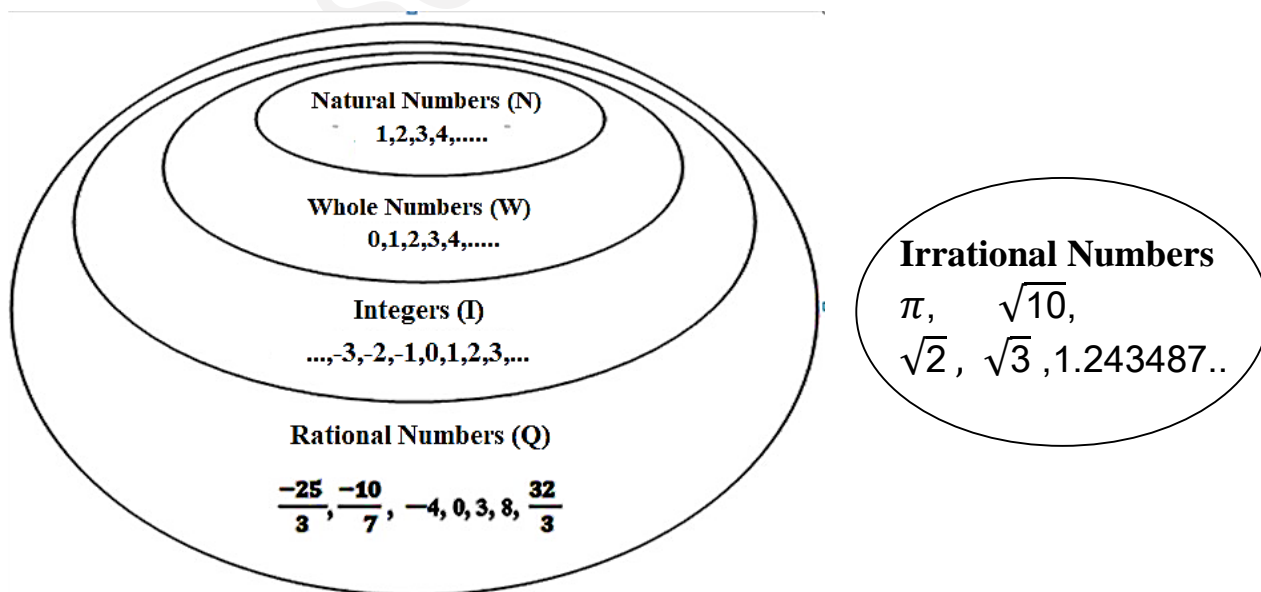 Natural Numbers (N)
1,2,3,4,.....
Whole Numbers (W)
0,1,2,3,4,.....
Integers (I)
...,-3,-2,-1,0,1,2,3,...
Rational Numbers (Q)
−25/3, −10/7, −4, 0, 3, 8, 32/3
Irrational Numbers
π, √10,
√2 , √3 ,1.243487..